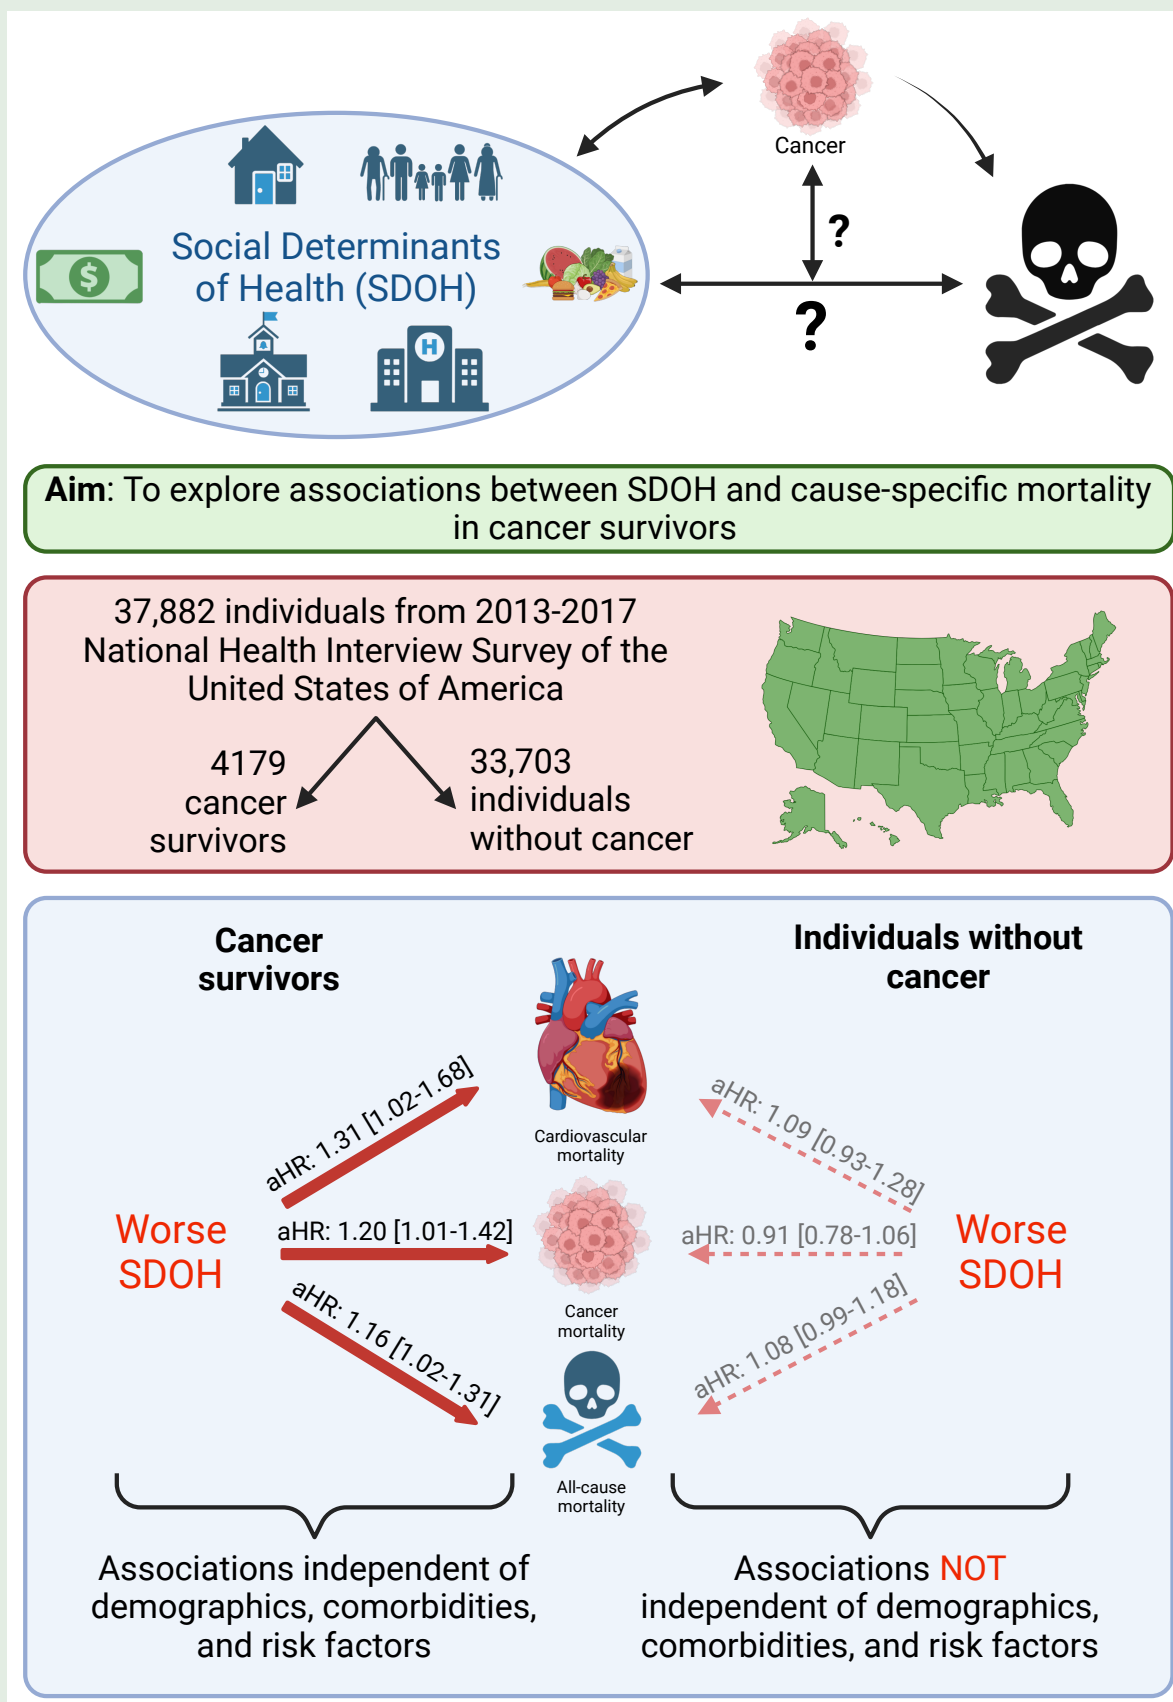 Cancer
?
Social Determinants
of Health (SDOH)
$
H
?
Aim: To explore associations between SDOH and cause-specific mortality
in cancer survivors
37,882 individuals from 2013-2017
National Health Interview Survey of the
United States of America
4179
cancer
survivors
33,703
individuals
without cancer
Cancer
survivors
Individuals without
cancer
aHR: 1.31 [1.02-1.68]
Cardiovascular
mortality
aHR: 1.09 [0.93-1.28]
Worse
SDOH
aHR: 1.20 [1.01-1.42]
aHR: 0.91 [0.78-1.06]
Worse
SDOH
Cancer
mortality
aHR: 1.16 [1.02-1.31]
aHR: 1.08 [0.99-1.18]
All-cause
mortality
Associations independent of
demographics, comorbidities,
and risk factors
Associations NOT
independent of demographics,
comorbidities, and risk factors